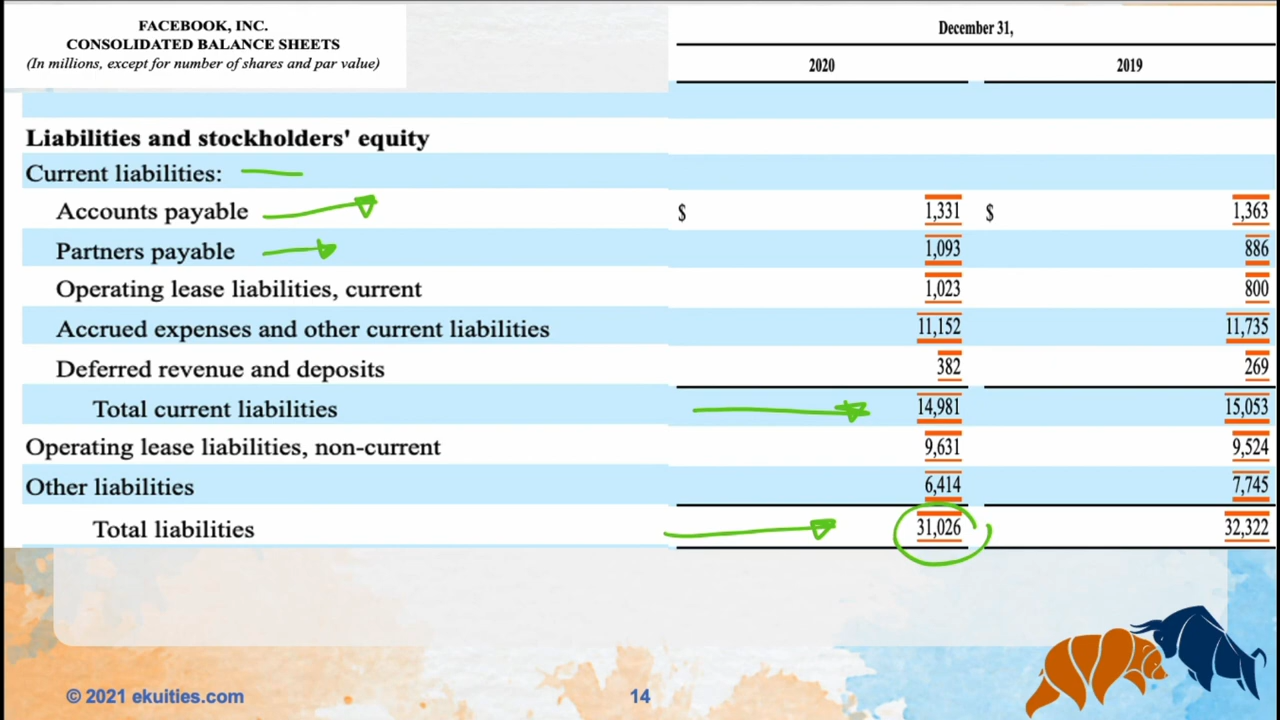 FACEBOOK, INC.
CONSOLIDATED BALANCE SHEETS
(In millions, except for number of shares and par value)
December 31,
2020 2019
Liabilities and stockholders' equity
Current liabilities:
Accounts payable $ 1,331 $ 1,363
Partners payable 1,093 886
Operating lease liabilities, current 1,023 800
Accrued expenses and other current liabilities 11,152 11,735
Deferred revenue and deposits 382 269
Total current liabilities 14,981 15,053
Operating lease liabilities, non-current 9,631 9,524
Other liabilities 6,414 7,745
Total liabilities 31,026 32,322
© 2021 ekuities.com 14